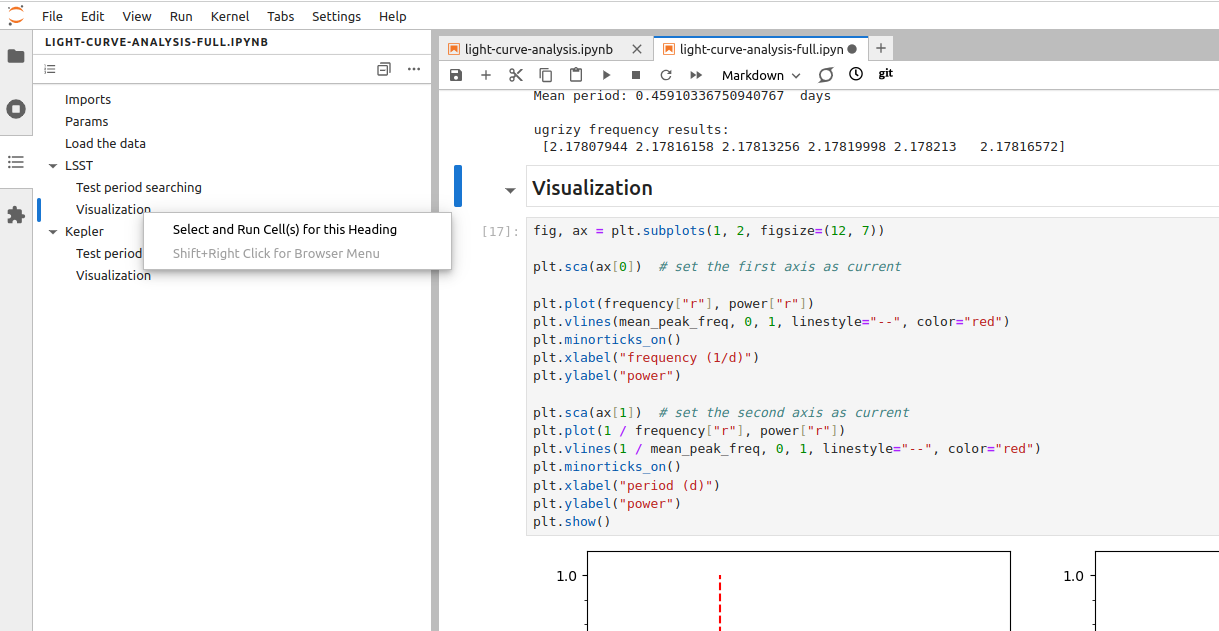 File Edit View Run Kernel Tabs Settings Help
LIGHT-CURVE-ANALYSIS-FULL.IPYNB
Imports
Params
Load the data
LSST
Test period searching
Visualization
Kepler
Test period
Visualization
Select and Run Cell(s) for this Heading
Shift+Right Click for Browser Menu
light-curve-analysis.ipynb
light-curve-analysis-full.ipyn
Markdown
git
Mean period: 0.45910336750940767  days
ugrizy frequency results:
[2.17807944 2.17816158 2.17813256 2.17819998 2.178213   2.17816572]
Visualization
[17]:
fig, ax = plt.subplots(1, 2, figsize=(12, 7))
plt.sca(ax[0])  # set the first axis as current
plt.plot(frequency["r"], power["r"])
plt.vlines(mean_peak_freq, 0, 1, linestyle="--", color="red")
plt.minorticks_on()
plt.xlabel("frequency (1/d)")
plt.ylabel("power")
plt.sca(ax[1])  # set the second axis as current
plt.plot(1 / frequency["r"], power["r"])
plt.vlines(1 / mean_peak_freq, 0, 1, linestyle="--", color="red")
plt.minorticks_on()
plt.xlabel("period (d)")
plt.ylabel("power")
plt.show()
1.0 1.0